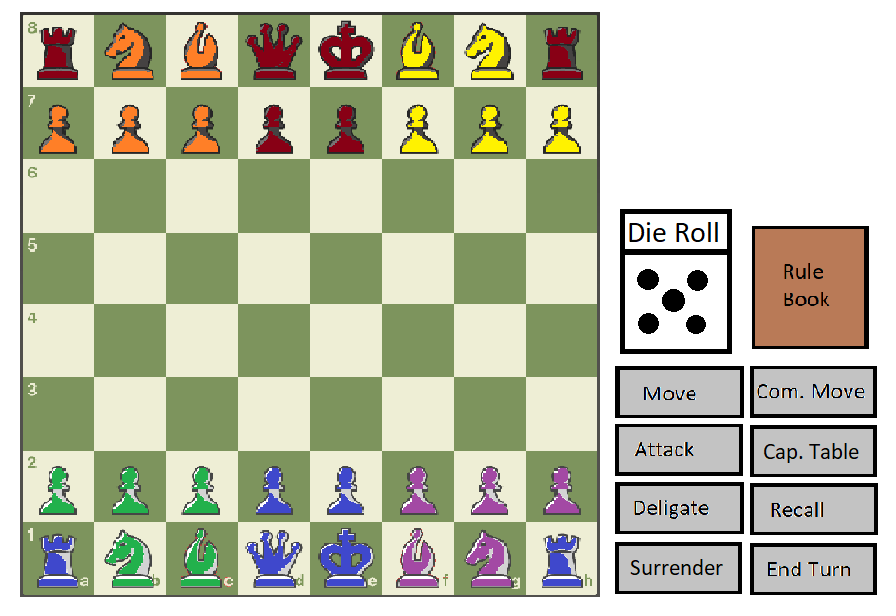 8
7
6
5
4
3
2
1
a
b
c
d
e
f
g
h
Die Roll
Rule
Book
Move
Com. Move
Attack
Cap. Table
Deligate
Recall
Surrender
End Turn